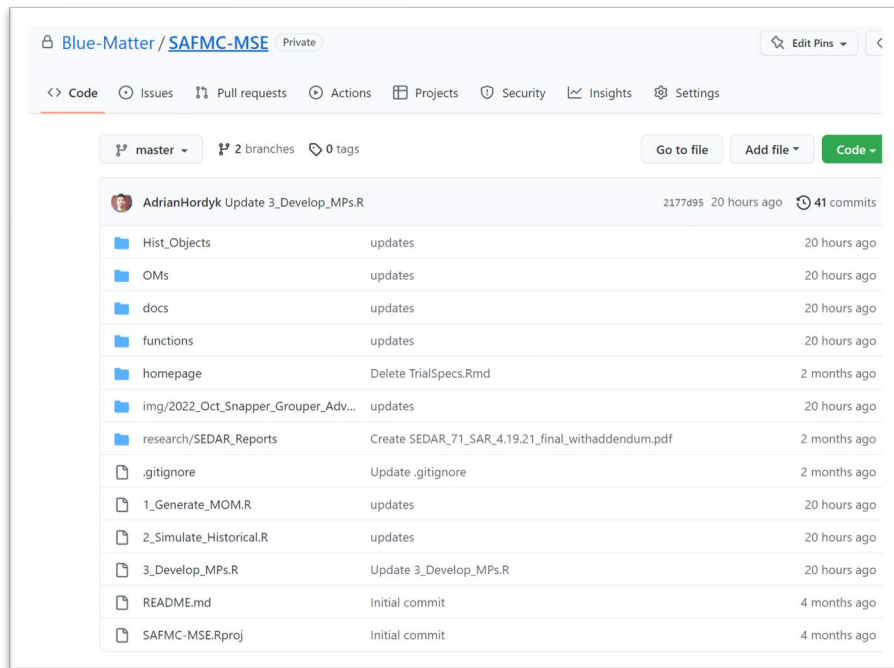 Blue-Matter / SAFMC-MSE Private Edit Pins
<> Code Issues Pull requests Actions Projects Security Insights Settings
master 2 branches 0 tags Go to file Add file Code
AdrianHordyk Update 3_Develop_MPs.R 2177d95 20 hours ago 41 commits
Hist_Objects updates 20 hours ago
OMs updates 20 hours ago
docs updates 20 hours ago
functions updates 20 hours ago
homepage Delete TrialSpecs.Rmd 2 months ago
img/2022_Oct_Snapper_Grouper_Adv... updates 20 hours ago
research/SEDAR_Reports Create SEDAR_71_SAR_4.19.21_final_withaddendum.pdf 2 months ago
.gitignore Update .gitignore 2 months ago
1_Generate_MOM.R updates 20 hours ago
2_Simulate_Historical.R updates 20 hours ago
3_Develop_MPs.R Update 3_Develop_MPs.R 20 hours ago
README.md Initial commit 4 months ago
SAFMC-MSE.Rproj Initial commit 4 months ago